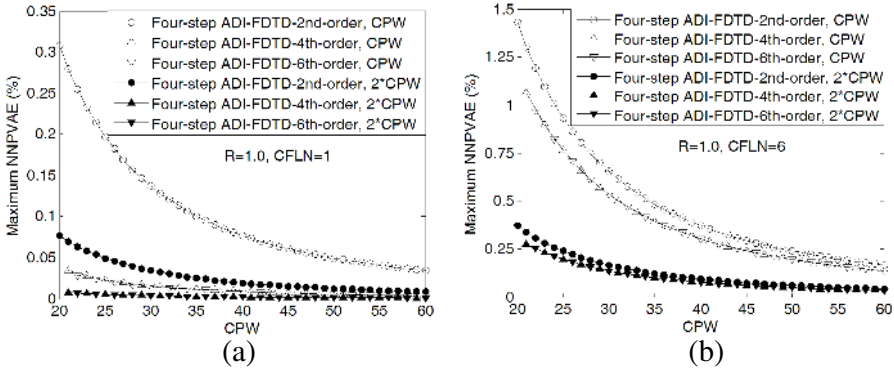 Maximum NNPVAE (%)
0.35
0.3
0.25
0.2
0.15
0.1
0.05
0
Four-step ADI-FDTD-2nd-order, CPW
Four-step ADI-FDTD-4th-order, CPW
Four-step ADI-FDTD-6th-order, CPW
Four-step ADI-FDTD-2nd-order, 2*CPW
Four-step ADI-FDTD-4th-order, 2*CPW
Four-step ADI-FDTD-6th-order, 2*CPW
R=1.0, CFLN=1
20 25 30 35 40 45 50 55 60
CPW
(a)
Maximum NNPVAE (%)
1.5
1.25
1
0.75
0.5
0.25
0
Four-step ADI-FDTD-2nd-order, CPW
Four-step ADI-FDTD-4th-order, CPW
Four-step ADI-FDTD-6th-order, CPW
Four-step ADI-FDTD-2nd-order, 2*CPW
Four-step ADI-FDTD-4th-order, 2*CPW
Four-step ADI-FDTD-6th-order, 2*CPW
R=1.0, CFLN=6
20 25 30 35 40 45 50 55 60
CPW
(b)